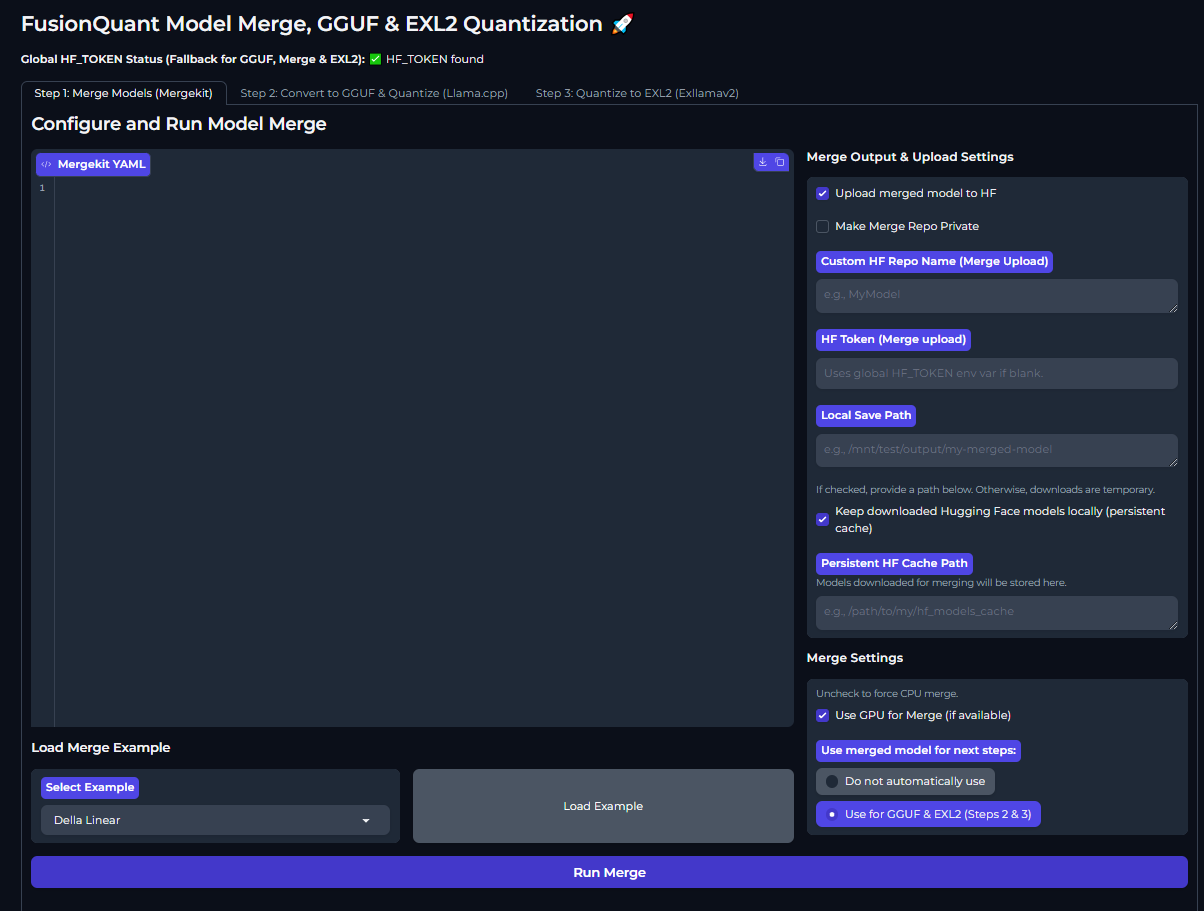 FusionQuant Model Merge, GGUF & EXL2 Quantization 🚀
Global HF_TOKEN Status (Fallback for GGUF, Merge & EXL2): ✅ HF_TOKEN found
Step 1: Merge Models (Mergekit)
Step 2: Convert to GGUF & Quantize (Llama.cpp)
Step 3: Quantize to EXL2 (Exllamav2)
Configure and Run Model Merge
Mergekit YAML
1
Load Merge Example
Select Example
Della Linear
Load Example
Merge Output & Upload Settings
Upload merged model to HF
Make Merge Repo Private
Custom HF Repo Name (Merge Upload)
e.g., MyModel
HF Token (Merge upload)
Uses global HF_TOKEN env var if blank.
Local Save Path
e.g., /mnt/test/output/my-merged-model
If checked, provide a path below. Otherwise, downloads are temporary.
Keep downloaded Hugging Face models locally (persistent
cache)
Persistent HF Cache Path
Models downloaded for merging will be stored here.
e.g., /path/to/my/hf_models_cache
Merge Settings
Uncheck to force CPU merge.
Use GPU for Merge (if available)
Use merged model for next steps:
Do not automatically use
Use for GGUF & EXL2 (Steps 2 & 3)
Run Merge